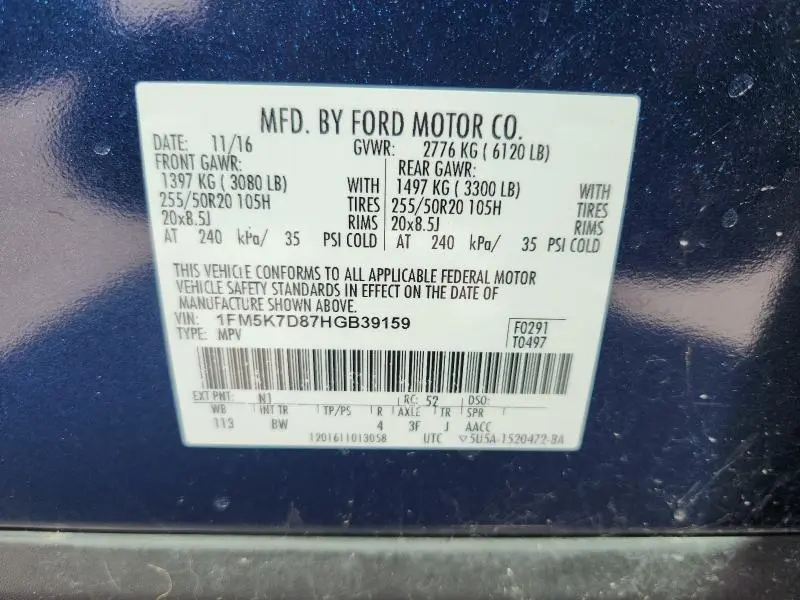 MFD. BY FORD MOTOR CO.
DATE: 11/16 GVWR: 2776 KG ( 6120 LB)
FRONT GAWR: REAR GAWR:
1397 KG ( 3080 LB) WITH 1497 KG ( 3300 LB) WITH
255/50R20 105H TIRES 255/50R20 105H TIRES
20x8.5J RIMS 20x8.5J RIMS
AT 240 kPa/ 35 PSI COLD AT 240 kPa/ 35 PSI COLD
THIS VEHICLE CONFORMS TO ALL APPLICABLE FEDERAL MOTOR
VEHICLE SAFETY STANDARDS IN EFFECT ON THE DATE OF
MANUFACTURE SHOWN ABOVE.
VIN: 1FM5K7D87HGB39159 F0291
TYPE: MPV T0497
EXT PNT: N1 RC: 52 DSO:
WB INT TR TP/PS R AXLE TR SPR
113 BW 4 3F J AACC
1201611013058 UTC ▽5U5A-1520472-BA